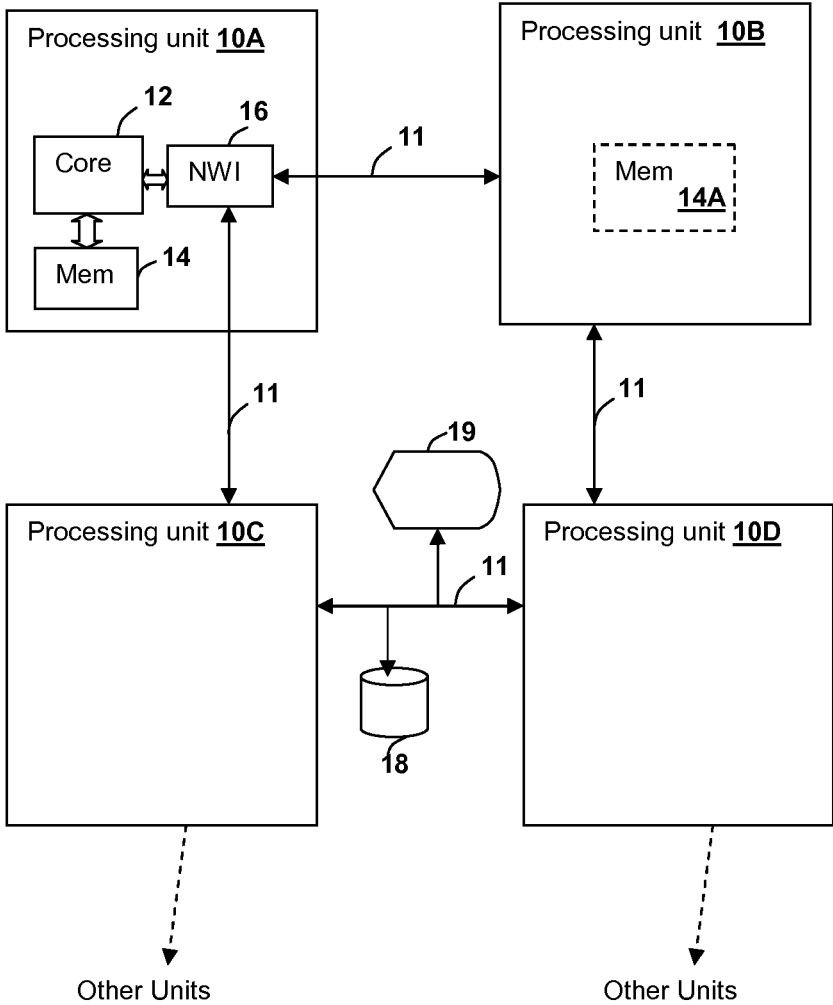 Processing unit 10A
Processing unit 10B
12
16
Core
NWI
11
Mem
14A
Mem
14
11
11
19
Processing unit 10C
Processing unit 10D
11
18
Other Units
Other Units